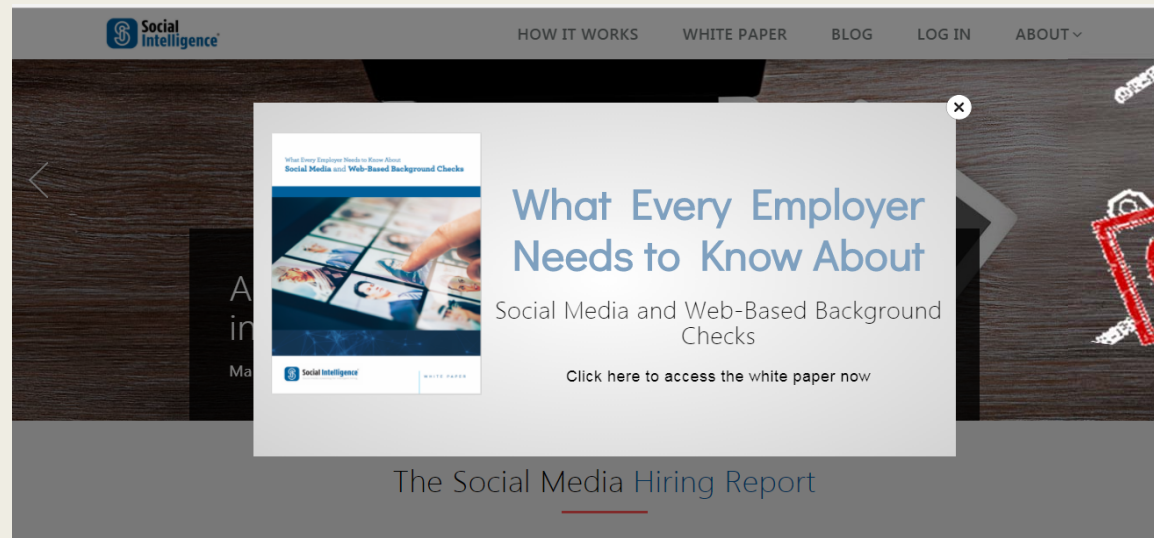 Social
Intelligence
HOW IT WORKS WHITE PAPER BLOG LOG IN ABOUT
What Every Employer Needs to Know About
Social Media and Web-Based Background Checks
Social Intelligence
WHITE PAPER
What Every Employer
Needs to Know About
Social Media and Web-Based Background
Checks
Click here to access the white paper now
A
in
Ma
The Social Media Hiring Report